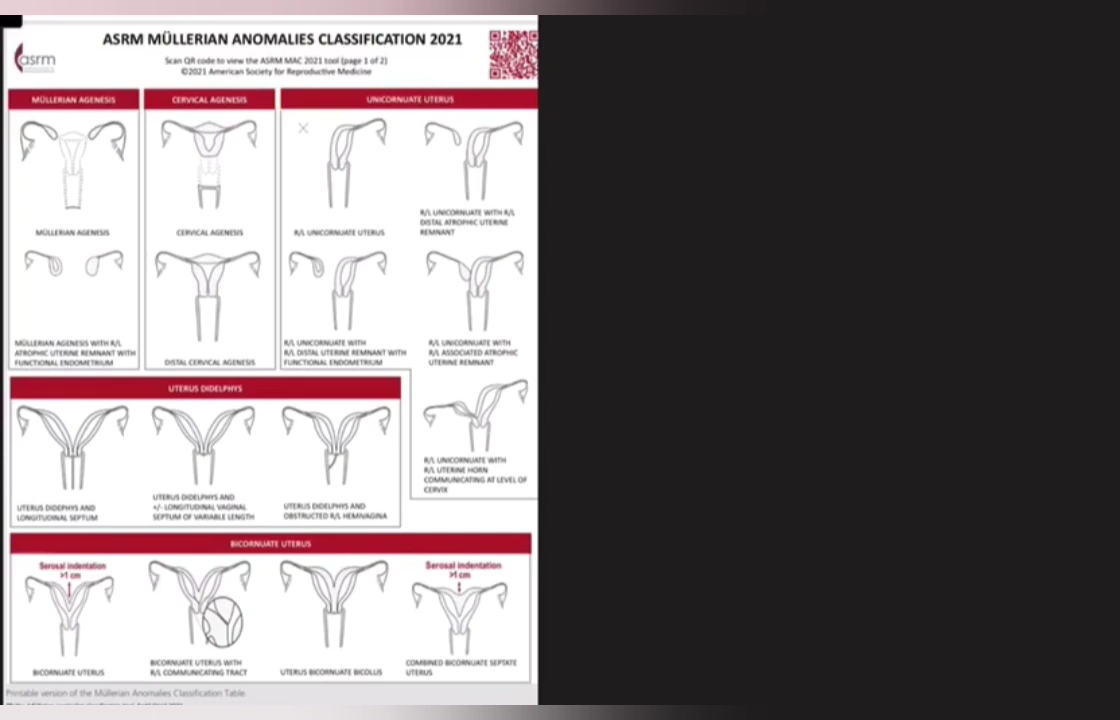 ASRM MÜLLERIAN ANOMALIES CLASSIFICATION 2021
asrm
Scan QR code to view the ASRM MAC 2021 tool (page 1 of 2)
©2021 American Society for Reproductive Medicine
MÜLLERIAN AGENESIS
CERVICAL AGENESIS
UNICORNUATE UTERUS
MÜLLERIAN AGENESIS
CERVICAL AGENESIS
R/L UNICORNUATE UTERUS
R/L UNICORNUATE WITH R/L
DISTAL ATROPHIC UTERINE
REMNANT
MÜLLERIAN AGENESIS WITH R/L
ATROPHIC UTERINE REMNANT WITH
FUNCTIONAL ENDOMETRIUM
DISTAL CERVICAL AGENESIS
R/L UNICORNUATE WITH
R/L DISTAL UTERINE REMNANT WITH
FUNCTIONAL ENDOMETRIUM
R/L UNICORNUATE WITH
R/L ASSOCIATED ATROPHIC
UTERINE REMNANT
UTERUS DIDELPHYS
UTERUS DIDEPHYS AND
LONGITUDINAL SEPTUM
UTERUS DIDELPHYS AND
+/- LONGITUDINAL VAGINAL
SEPTUM OF VARIABLE LENGTH
UTERUS DIDELPHYS AND
OBSTRUCTED R/L HEMIVAGINA
R/L UNICORNUATE WITH
R/L UTERINE HORN
COMMUNICATING AT LEVEL OF
CERVIX
BICORNUATE UTERUS
Serosal indentation
>1 cm
Serosal indentation
>1 cm
BICORNUATE UTERUS
BICORNUATE UTERUS WITH
R/L COMMUNICATING TRACT
UTERUS BICORNUATE BICOLLIS
COMBINED BICORNUATE SEPTATE
UTERUS
Printable version of the Müllerian Anomalies Classification Table.